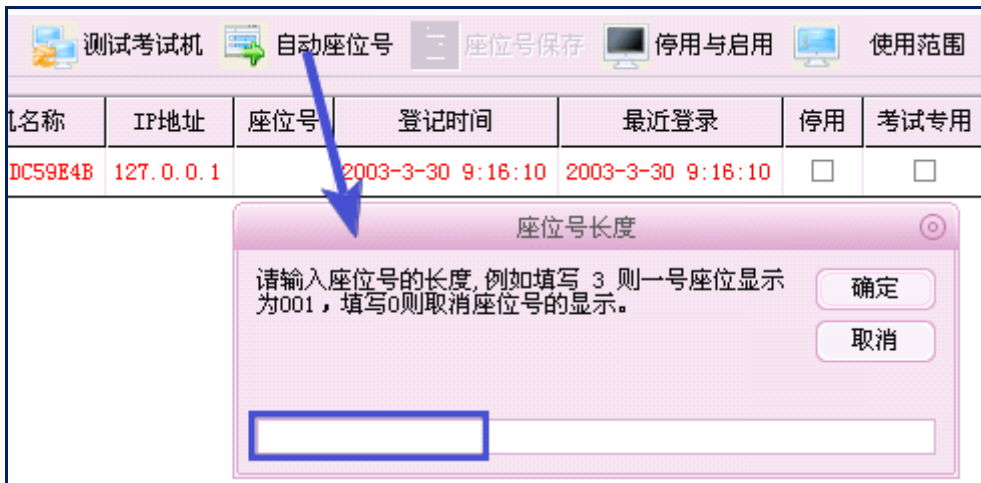 测试考试机 自动座位号 座位号保存 停用与启用 使用范围
名称 IP地址 座位号 登记时间 最近登录 停用 考试专用
DC59E4B 127.0.0.1 2003-3-30 9:16:10 2003-3-30 9:16:10
座位号长度
请输入座位号的长度,例如填写 3 则一号座位显示
为001，填写0则取消座位号的显示。
确定
取消